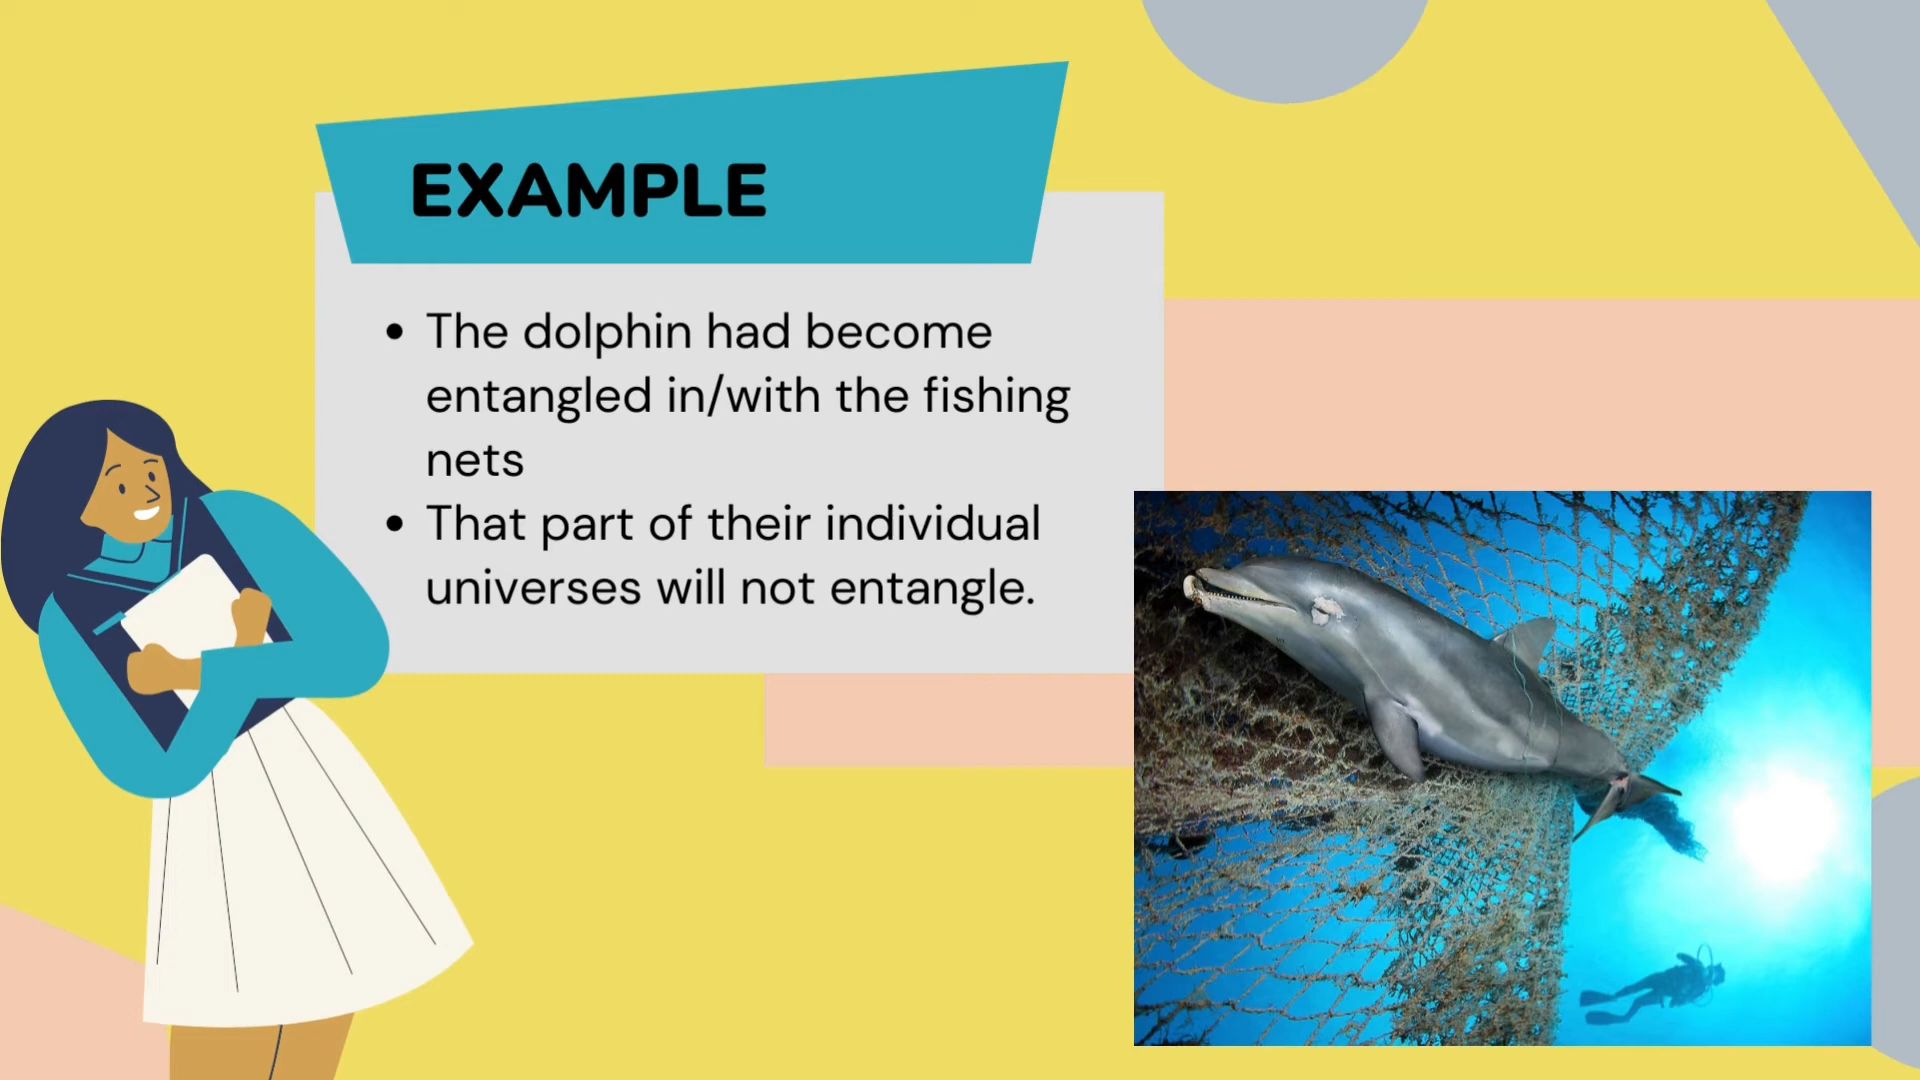 EXAMPLE
• The dolphin had become
entangled in/with the fishing
nets
• That part of their individual
universes will not entangle.